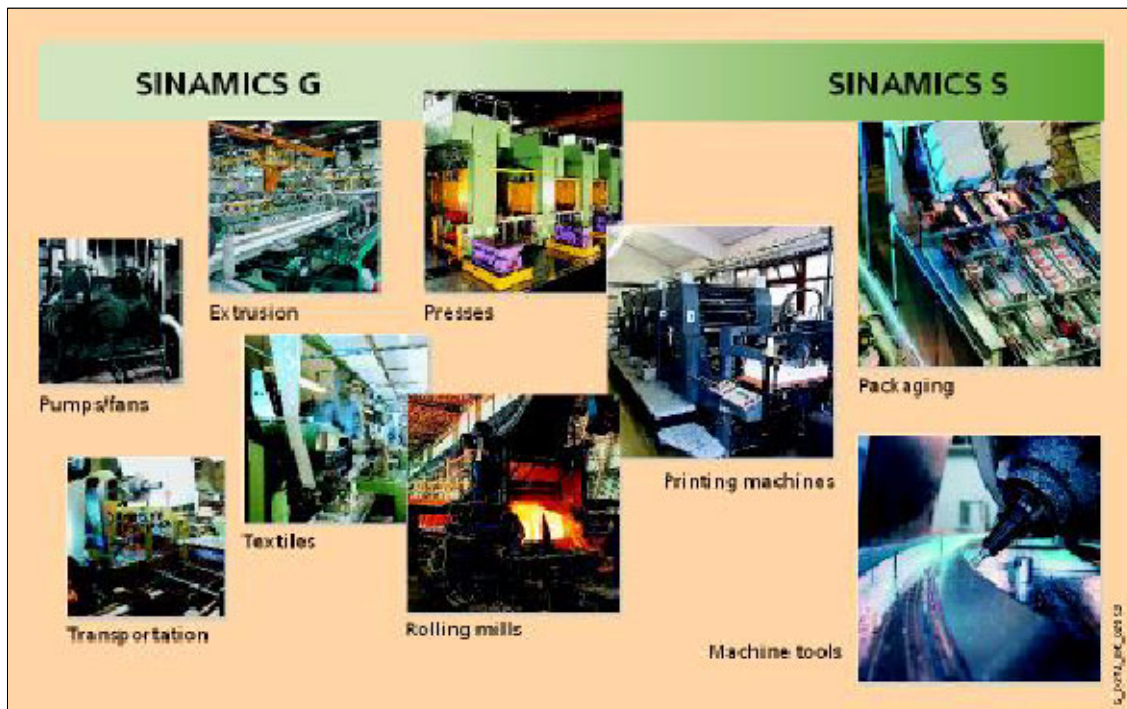 SINAMICS G
SINAMICS S
Extrusion
Presses
Pumps/fans
Packaging
Printing machines
Textiles
Transportation
Rolling mills
Machine tools